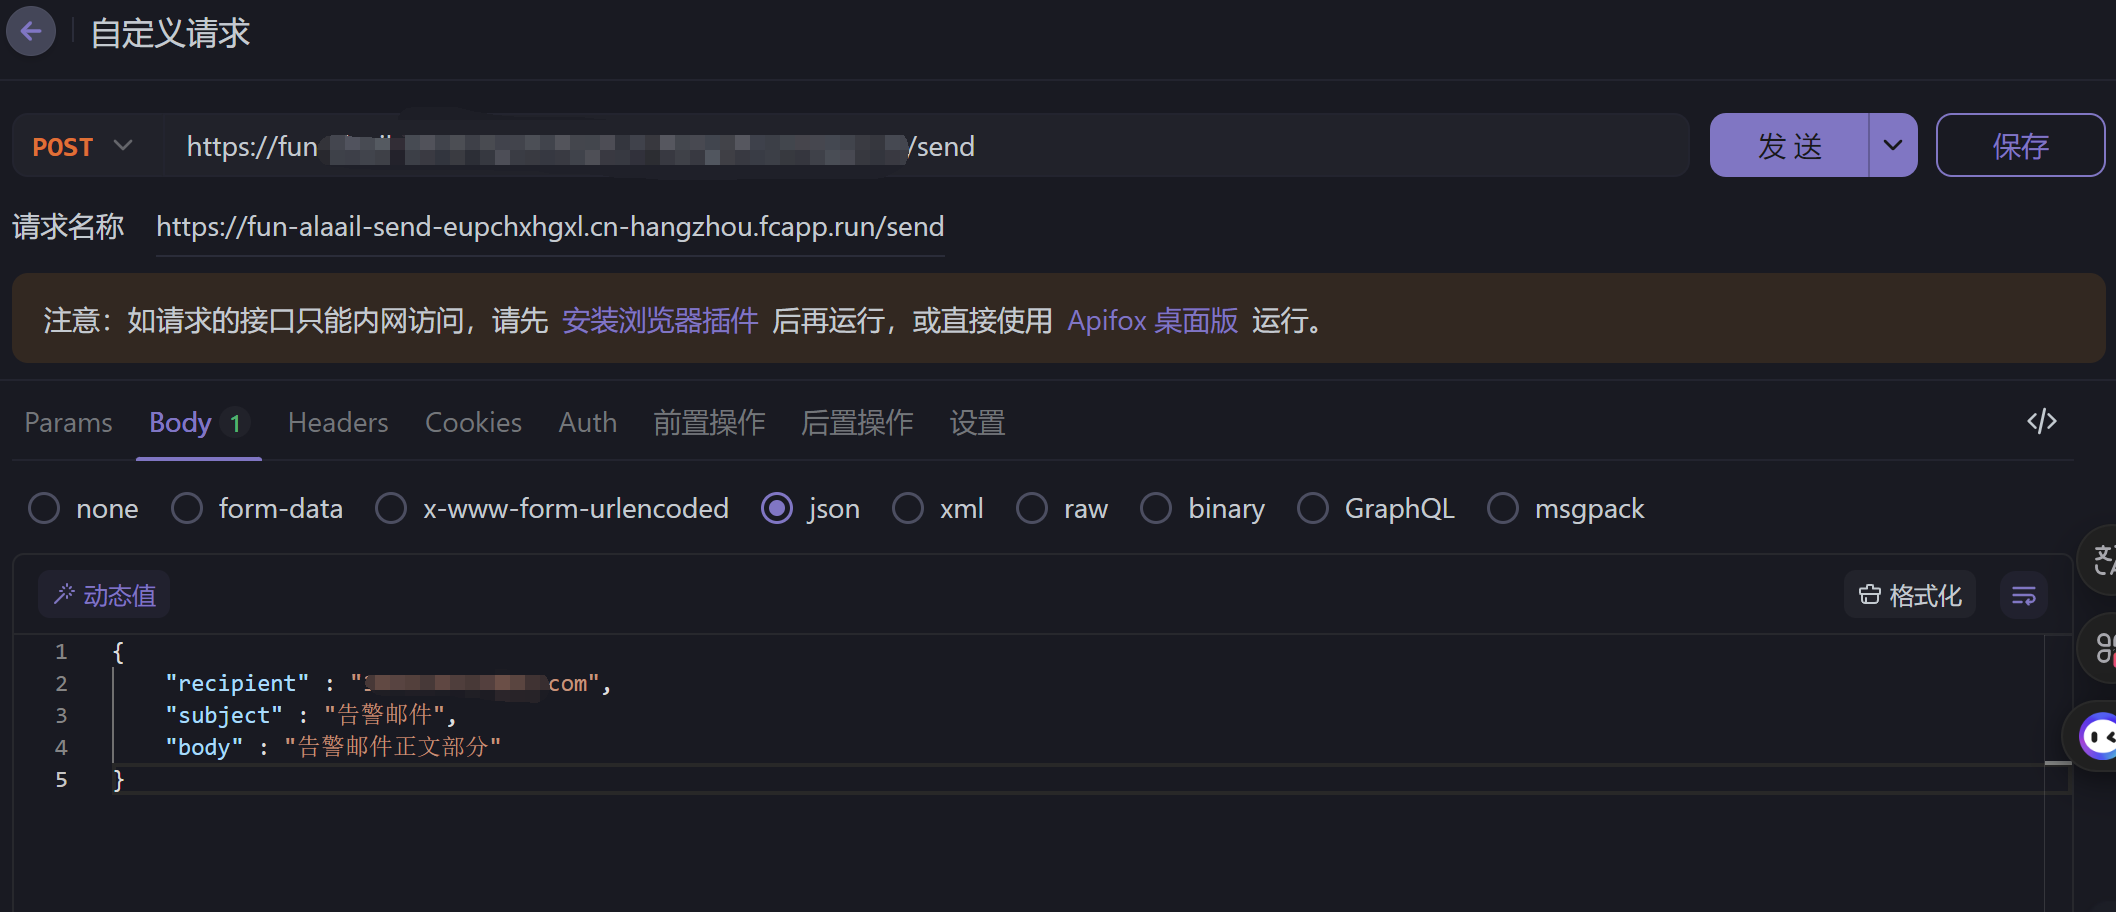 自定义请求
POST https://fun /send 发 送 保存
请求名称 https://fun-alaail-send-eupchxhgxl.cn-hangzhou.fcapp.run/send
注意：如请求的接口只能内网访问，请先 安装浏览器插件 后再运行，或直接使用 Apifox 桌面版 运行。
Params Body 1 Headers Cookies Auth 前置操作 后置操作 设置 </>
none form-data x-www-form-urlencoded json xml raw binary GraphQL msgpack
动态值 格式化
1 {
2 "recipient" : " com",
3 "subject" : "告警邮件",
4 "body" : "告警邮件正文部分"
5 }